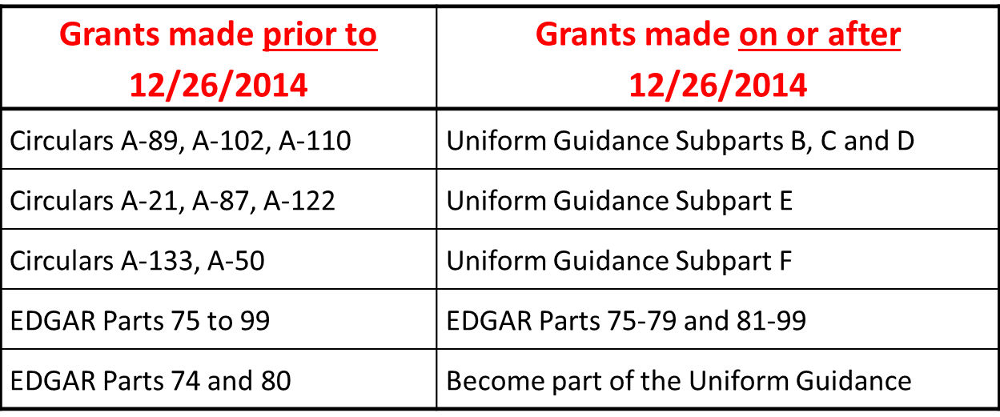 Grants made prior to
12/26/2014
Grants made on or after
12/26/2014
Circulars A-89, A-102, A-110
Uniform Guidance Subparts B, C and D
Circulars A-21, A-87, A-122
Uniform Guidance Subpart E
Circulars A-133, A-50
Uniform Guidance Subpart F
EDGAR Parts 75 to 99
EDGAR Parts 75-79 and 81-99
EDGAR Parts 74 and 80
Become part of the Uniform Guidance